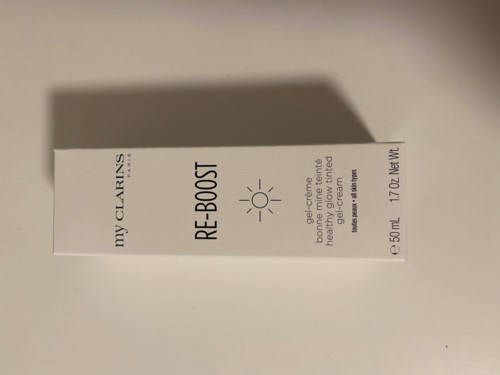 my CLARINS
PARIS
RE-BOOST
gel-crème
bonne mine teinté
healthy glow tinted
gel-cream
toutes peaux • all skin types
℮ 50 mL 1.7 Oz. Net Wt.